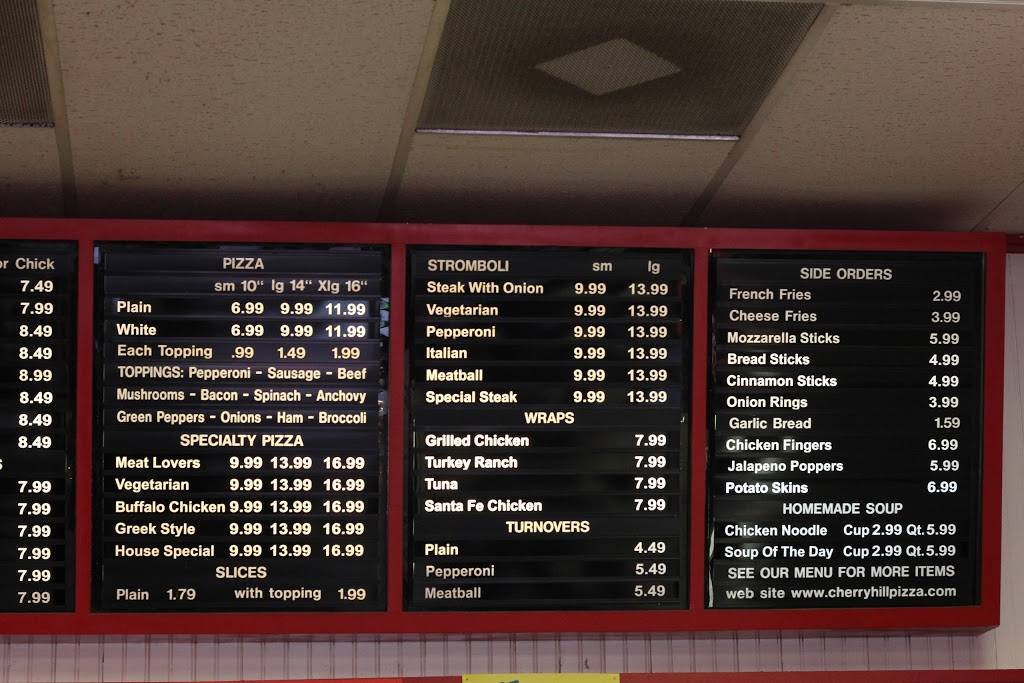 or Chick
7.49
7.99
8.49
8.49
8.99
8.49
8.49
8.49
S
7.99
7.99
7.99
7.99
7.99
7.99
PIZZA
sm 10“ lg 14“ Xlg 16“
Plain 6.99 9.99 11.99
White 6.99 9.99 11.99
Each Topping .99 1.49 1.99
TOPPINGS: Pepperoni - Sausage - Beef
Mushrooms - Bacon - Spinach - Anchovy
Green Peppers - Onions - Ham - Broccoli
SPECIALTY PIZZA
Meat Lovers 9.99 13.99 16.99
Vegetarian 9.99 13.99 16.99
Buffalo Chicken 9.99 13.99 16.99
Greek Style 9.99 13.99 16.99
House Special 9.99 13.99 16.99
SLICES
Plain 1.79 with topping 1.99
STROMBOLI sm lg
Steak With Onion 9.99 13.99
Vegetarian 9.99 13.99
Pepperoni 9.99 13.99
Italian 9.99 13.99
Meatball 9.99 13.99
Special Steak 9.99 13.99
WRAPS
Grilled Chicken 7.99
Turkey Ranch 7.99
Tuna 7.99
Santa Fe Chicken 7.99
TURNOVERS
Plain 4.49
Pepperoni 5.49
Meatball 5.49
SIDE ORDERS
French Fries 2.99
Cheese Fries 3.99
Mozzarella Sticks 5.99
Bread Sticks 4.99
Cinnamon Sticks 4.99
Onion Rings 3.99
Garlic Bread 1.59
Chicken Fingers 6.99
Jalapeno Poppers 5.99
Potato Skins 6.99
HOMEMADE SOUP
Chicken Noodle Cup 2.99 Qt. 5.99
Soup Of The Day Cup 2.99 Qt. 5.99
SEE OUR MENU FOR MORE ITEMS
web site www.cherryhillpizza.com